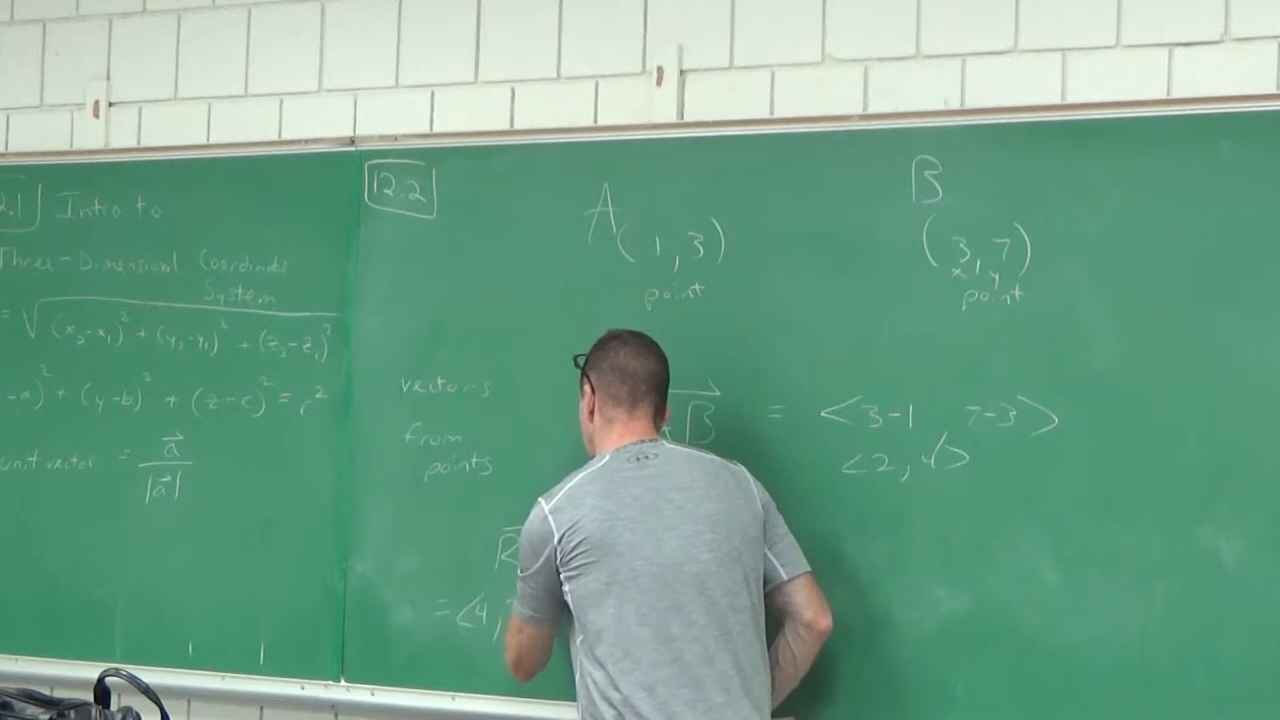 2.1 Intro to
Three-Dimensional Coordinate
System
= √(x₂-x₁)² + (y₂-y₁)² + (z₂-z₁)²
-a)² + (y-b)² + (z-c)² = r²
unit vector = a⃗ / |a⃗|
12.2
A
(1, 3)
point
B
(3, 7)
x, y
point
vectors
from
points
B = <3-1 7-3>
<2, 4>
R
= <4,